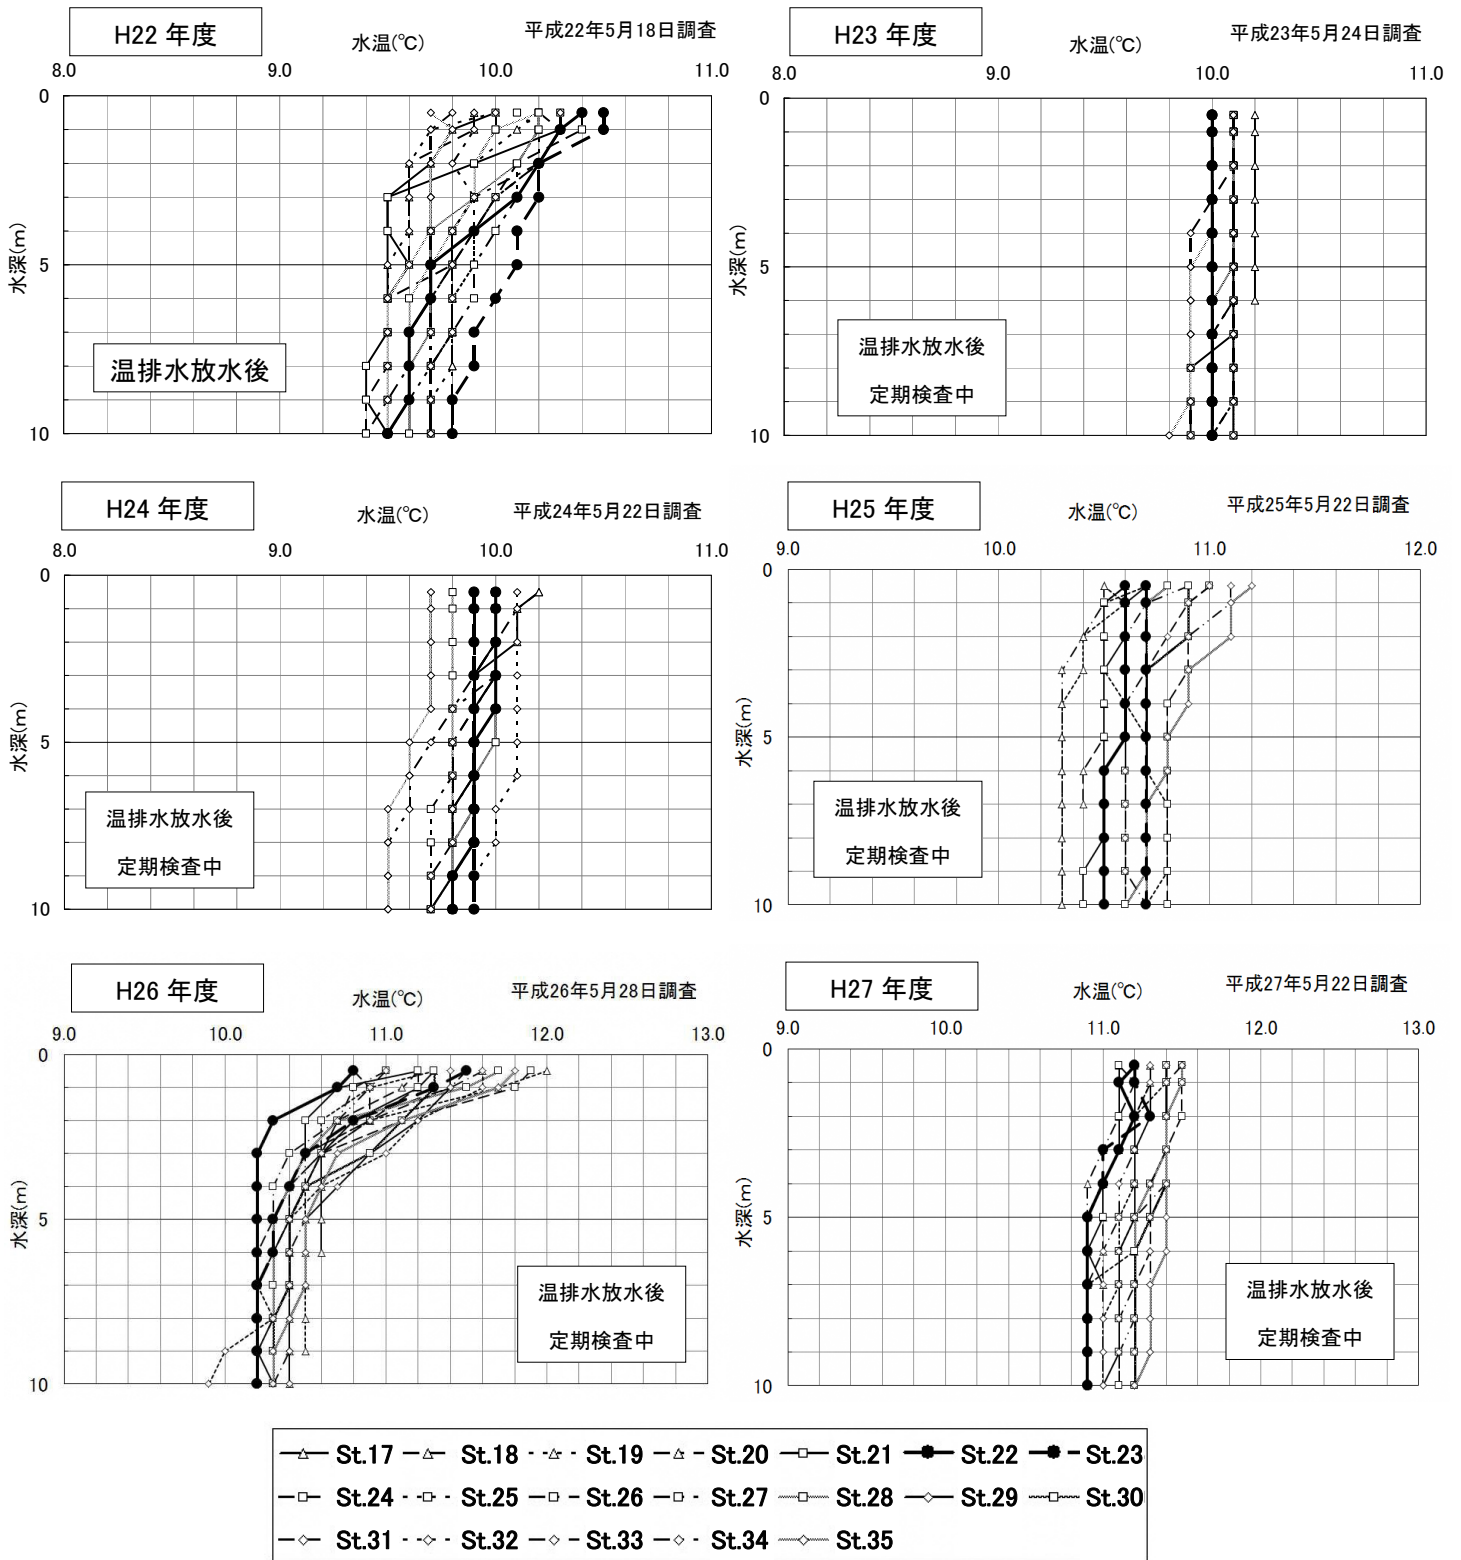 H22 年度
水温(℃)
平成22年5月18日調査
8.0 9.0 10.0 11.0
0
5
10
水深(m)
温排水放水後
H23 年度
水温(℃)
平成23年5月24日調査
8.0 9.0 10.0 11.0
0
5
10
水深(m)
温排水放水後
定期検査中
H24 年度
水温(℃)
平成24年5月22日調査
8.0 9.0 10.0 11.0
0
5
10
水深(m)
温排水放水後
定期検査中
H25 年度
水温(℃)
平成25年5月22日調査
9.0 10.0 11.0 12.0
0
5
10
水深(m)
温排水放水後
定期検査中
H26 年度
水温(℃)
平成26年5月28日調査
9.0 10.0 11.0 12.0 13.0
0
5
10
水深(m)
温排水放水後
定期検査中
H27 年度
水温(℃)
平成27年5月22日調査
9.0 10.0 11.0 12.0 13.0
0
5
10
水深(m)
温排水放水後
定期検査中
St.17 St.18 St.19 St.20 St.21 St.22 St.23
St.24 St.25 St.26 St.27 St.28 St.29 St.30
St.31 St.32 St.33 St.34 St.35